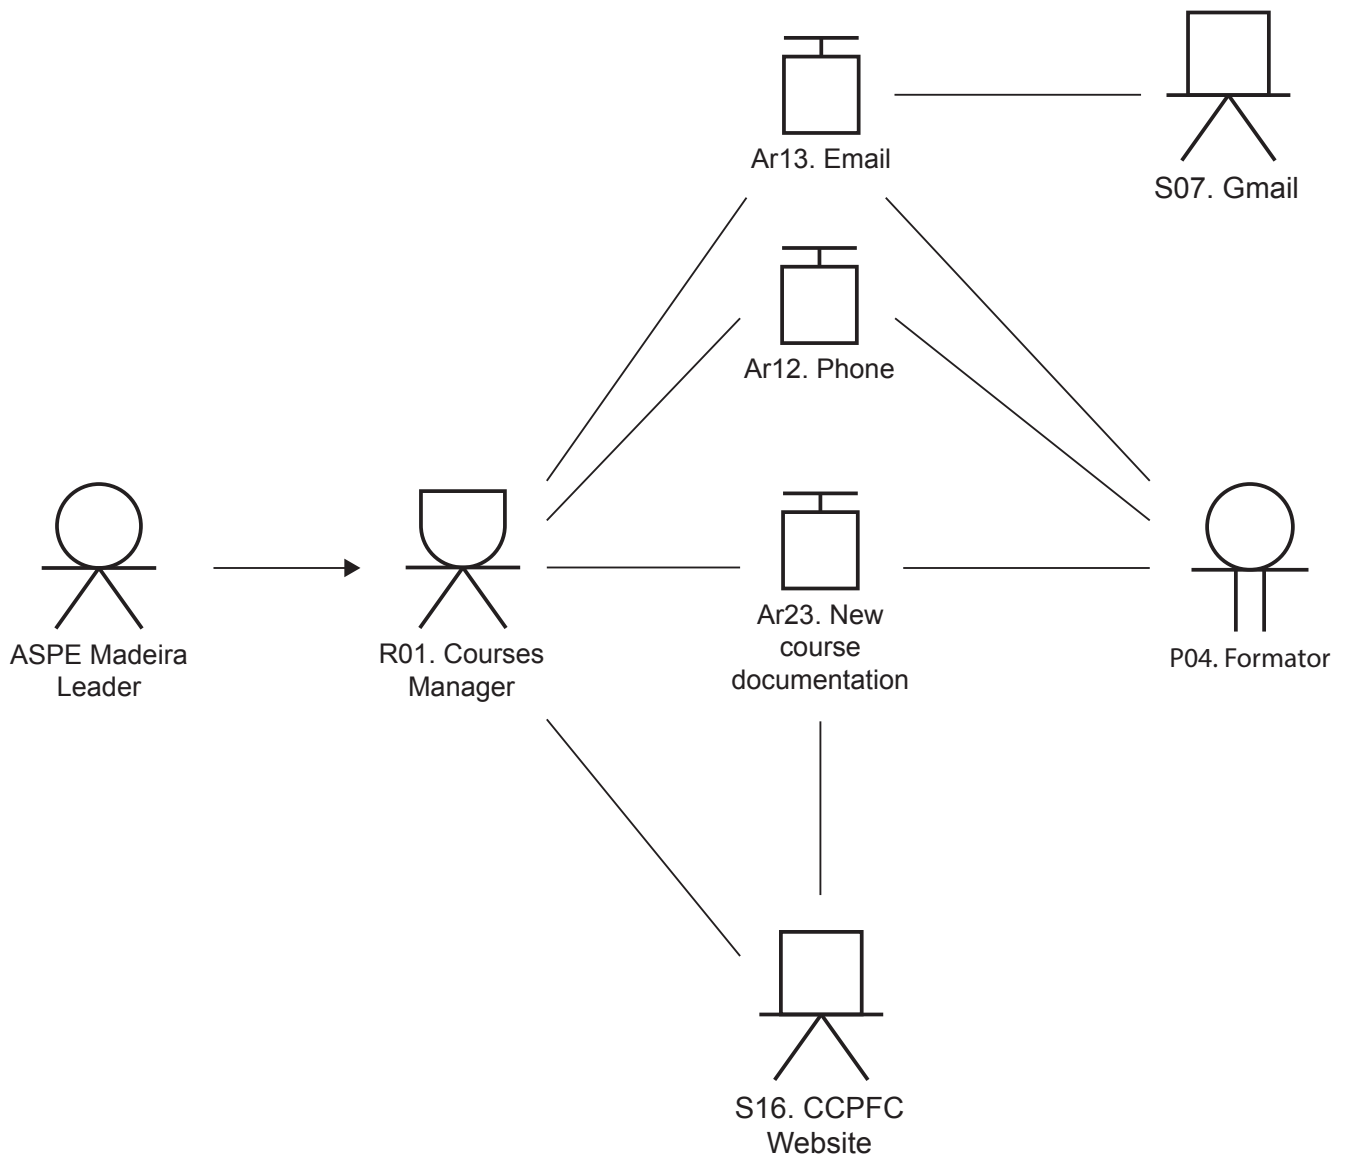 Ar13. Email
S07. Gmail
Ar12. Phone
ASPE Madeira
Leader
R01. Courses
Manager
Ar23. New
course
documentation
P04. Formator
S16. CCPFC
Website